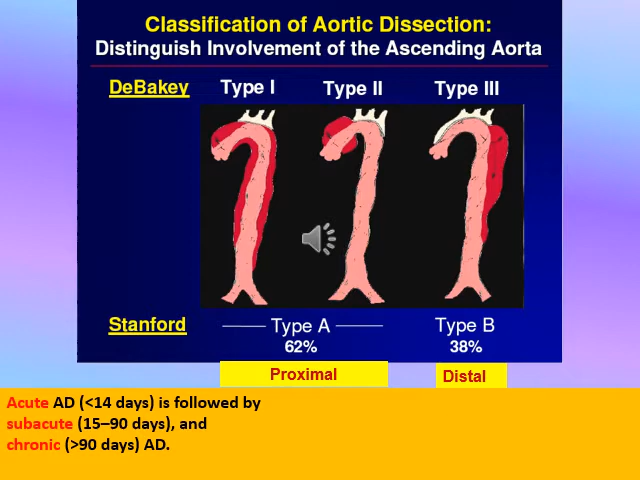 Classification of Aortic Dissection:
Distinguish Involvement of the Ascending Aorta
DeBakey Type I Type II Type III
Stanford Type A Type B
62% 38%
Proximal Distal
Acute AD (<14 days) is followed by
subacute (15–90 days), and
chronic (>90 days) AD.